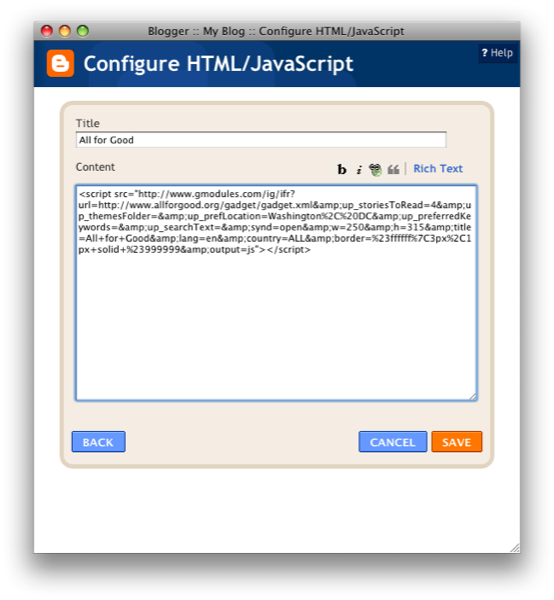 Blogger :: My Blog :: Configure HTML/JavaScript
Configure HTML/JavaScript
? Help
Title
All for Good
Content
b i Rich Text
<script src="http://www.gmodules.com/ig/ifr?
url=http://www.allforgood.org/gadget/gadget.xml&amp;up_storiesToRead=4&amp;u
p_themesFolder=&amp;up_prefLocation=Washington%2C%20DC&amp;up_preferredKe
ywords=&amp;up_searchText=&amp;synd=open&amp;w=250&amp;h=315&amp;title
=All+for+Good&amp;lang=en&amp;country=ALL&amp;border=%23ffffff%7C3px%2C1
px+solid+%23999999&amp;output=js"></script>
BACK
CANCEL
SAVE